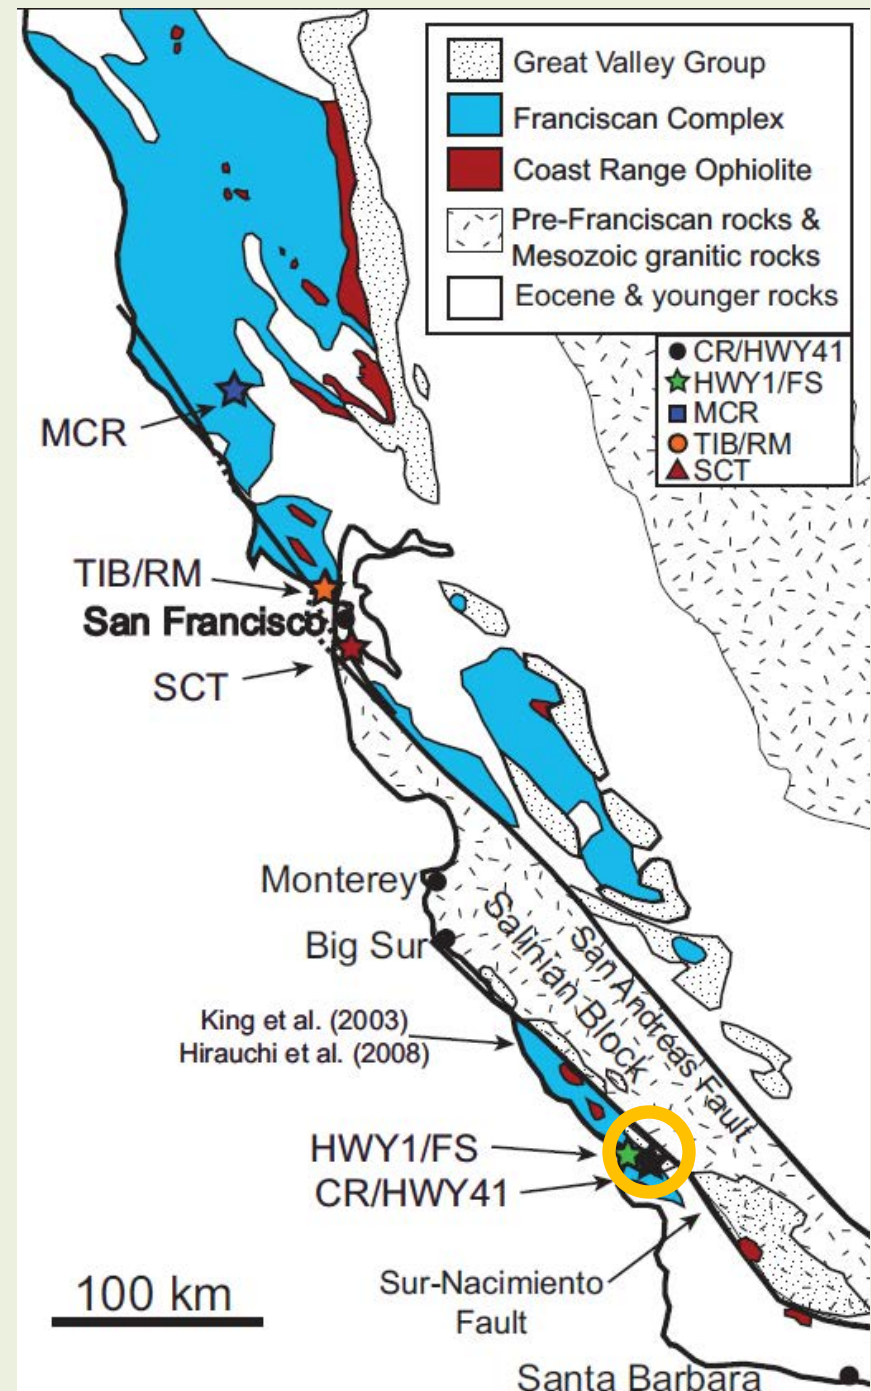 Great Valley Group
Franciscan Complex
Coast Range Ophiolite
Pre-Franciscan rocks &
Mesozoic granitic rocks
Eocene & younger rocks
CR/HWY41
HWY1/FS
MCR
TIB/RM
SCT
MCR
TIB/RM
San Francisco
SCT
Monterey
Big Sur
San Andreas Fault
Salinian Block
King et al. (2003)
Hirauchi et al. (2008)
HWY1/FS
CR/HWY41
Sur-Nacimiento
Fault
100 km
Santa Barbara